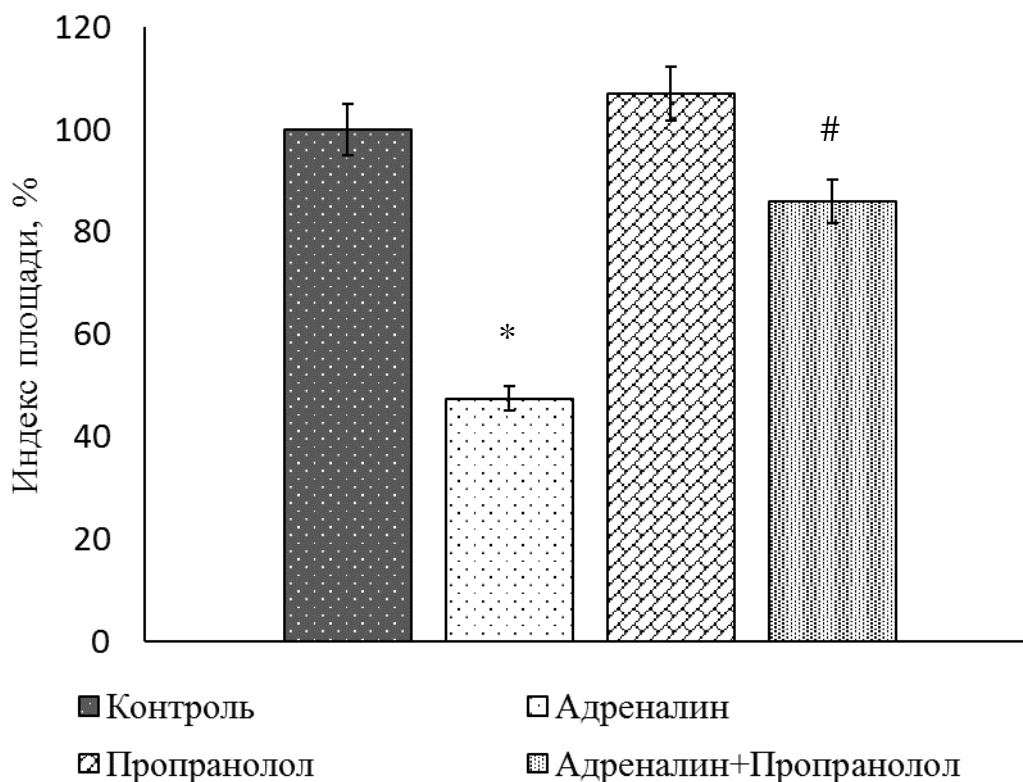 120
100
80
60
40
20
0
Индекс площади, %
*
#
Контроль
Адреналин
Пропранолол
Адреналин+Пропранолол